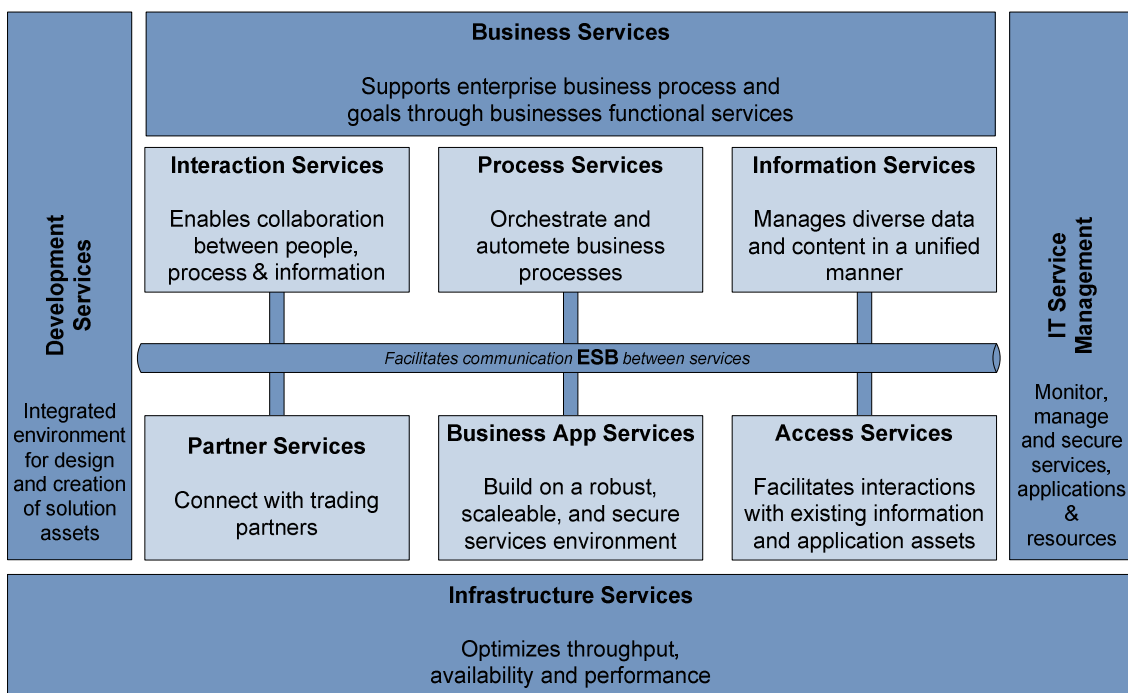 Business Services
Supports enterprise business process and
goals through businesses functional services
Development
Services
Integrated
environment
for design
and creation
of solution
assets
Interaction Services
Enables collaboration
between people,
process & information
Process Services
Orchestrate and
automete business
processes
Information Services
Manages diverse data
and content in a unified
manner
Facilitates communication ESB between services
Partner Services
Connect with trading
partners
Business App Services
Build on a robust,
scaleable, and secure
services environment
Access Services
Facilitates interactions
with existing information
and application assets
IT Service
Management
Monitor,
manage
and secure
services,
applications
&
resources
Infrastructure Services
Optimizes throughput,
availability and performance